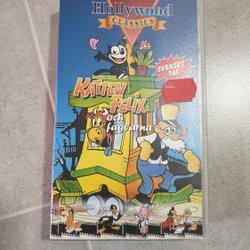 Hollywood
CLASSICS
SVENSKT
TAL
Katten
Felix
och
fåglarna